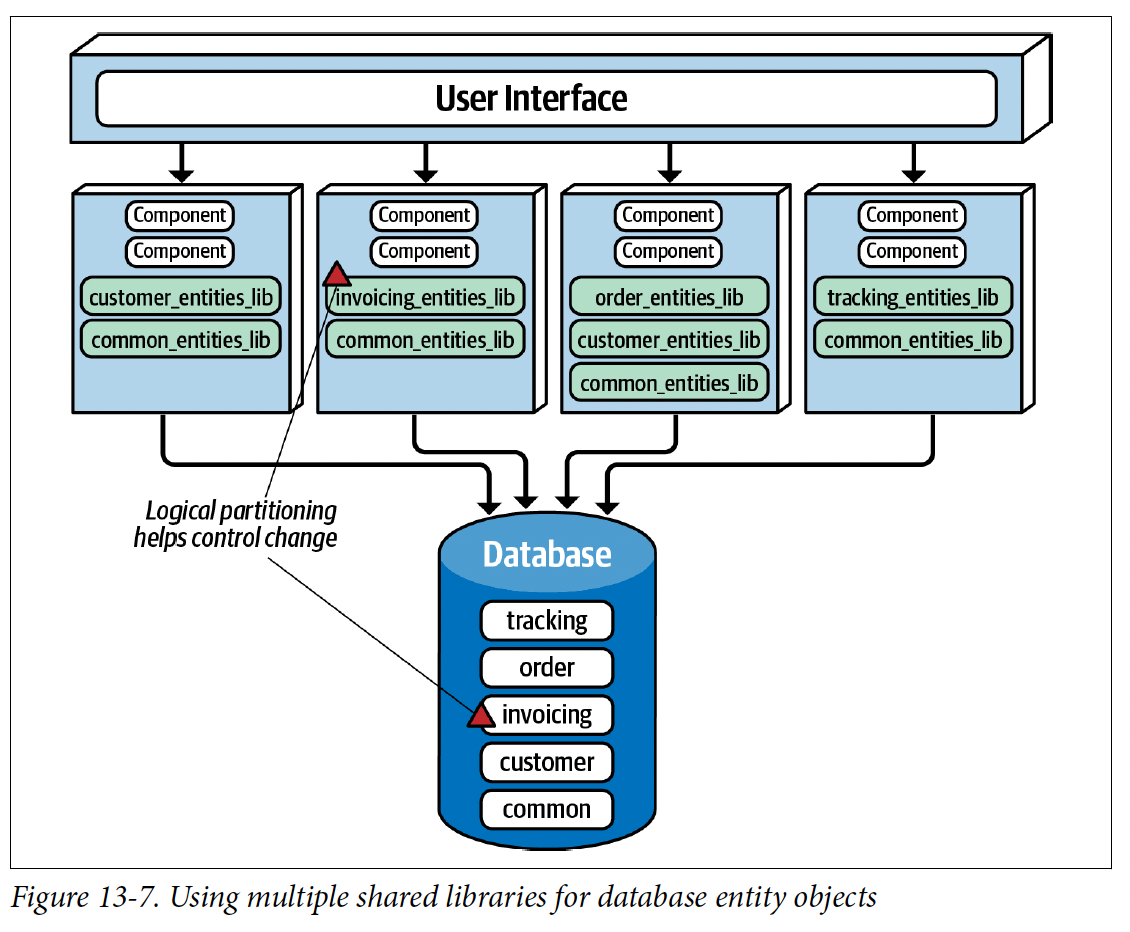 User Interface
Component
Component
customer_entities_lib
common_entities_lib
Component
Component
invoicing_entities_lib
common_entities_lib
Component
Component
order_entities_lib
customer_entities_lib
common_entities_lib
Component
Component
tracking_entities_lib
common_entities_lib
Logical partitioning
helps control change
Database
tracking
order
invoicing
customer
common
Figure 13-7. Using multiple shared libraries for database entity objects